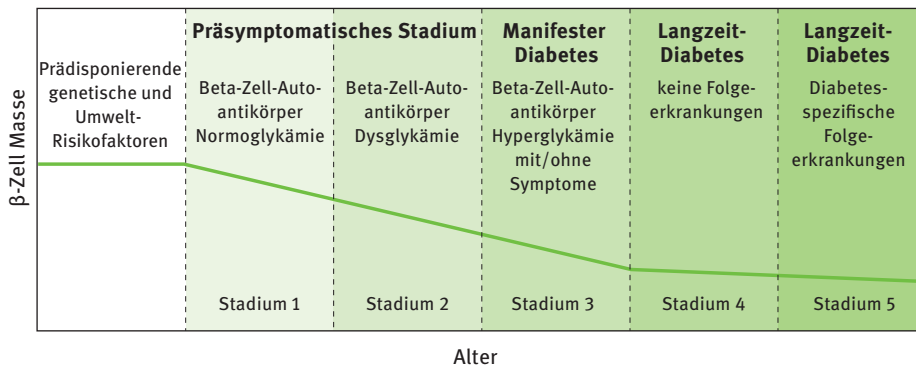 β-Zell Masse
Prädisponierende
genetische und
Umwelt-
Risikofaktoren
Präsymptomatisches Stadium
Beta-Zell-Auto-
antikörper
Normoglykämie
Stadium 1
Beta-Zell-Auto-
antikörper
Dysglykämie
Stadium 2
Manifester
Diabetes
Beta-Zell-Auto-
antikörper
Hyperglykämie
mit/ohne
Symptome
Stadium 3
Langzeit-
Diabetes
keine Folge-
erkrankungen
Stadium 4
Langzeit-
Diabetes
Diabetes-
spezifische
Folge-
erkrankungen
Stadium 5
Alter